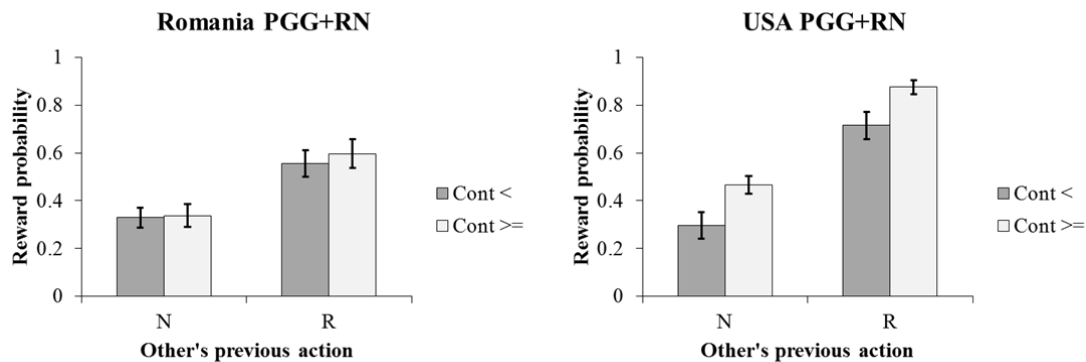 Romania PGG+RN
Reward probability
1
0.8
0.6
0.4
0.2
0
N
R
Other's previous action
Cont <
Cont >=
USA PGG+RN
Reward probability
1
0.8
0.6
0.4
0.2
0
N
R
Other's previous action
Cont <
Cont >=